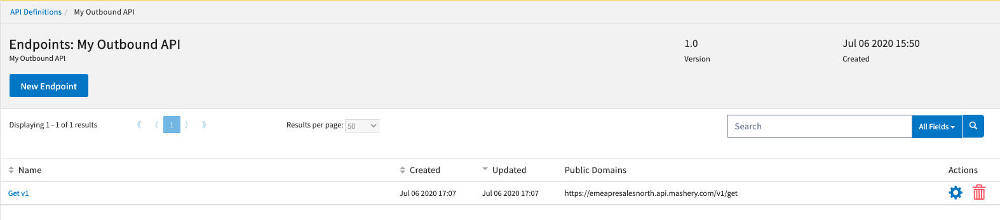 API Definitions / My Outbound API
Endpoints: My Outbound API
My Outbound API
1.0
Version
Jul 06 2020 15:50
Created
New Endpoint
Displaying 1 - 1 of 1 results
⟪ ⟨ 1 ⟩ ⟫
Results per page: 50
Search
All Fields
Name Created Updated Public Domains Actions
Get v1 Jul 06 2020 17:07 Jul 06 2020 17:07 https://emeapresalesnorth.api.mashery.com/v1/get